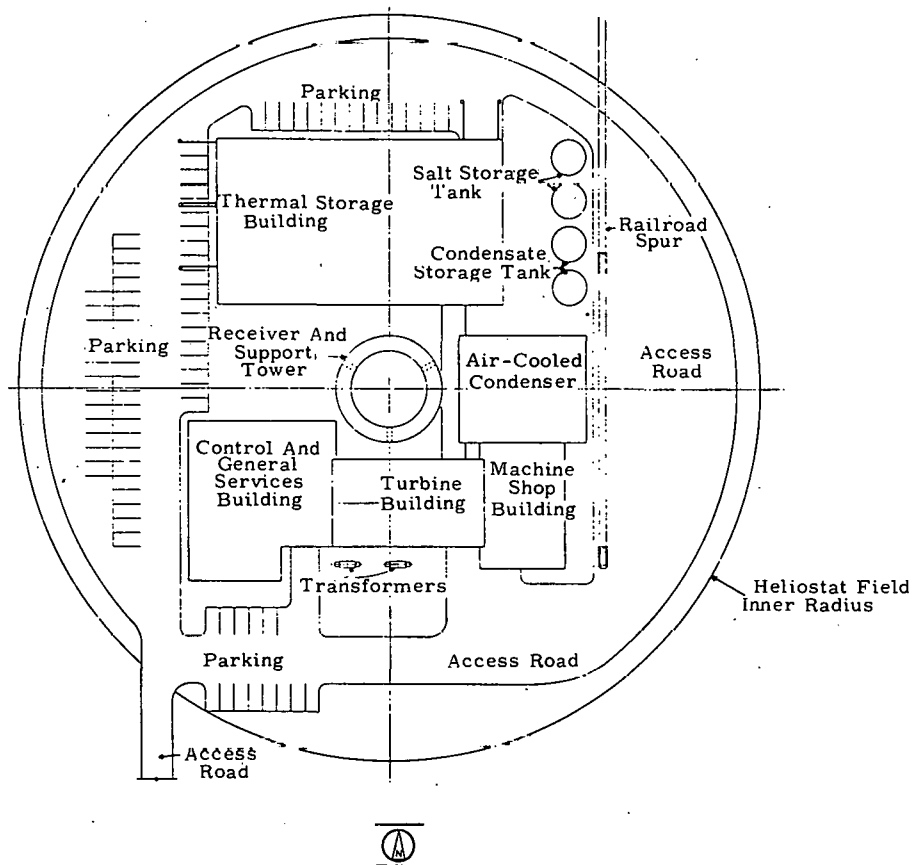 Parking
Salt Storage
Tank
Thermal Storage
Building
Railroad
Spur
Condensate
Storage Tank
Receiver And
Support
Tower
Parking
Air-Cooled
Condenser
Access
Road
Control And
General
Services
Building
Turbine
Building
Machine
Shop
Building
Transformers
Heliostat Field
Inner Radius
Parking
Access Road
Access
Road
N